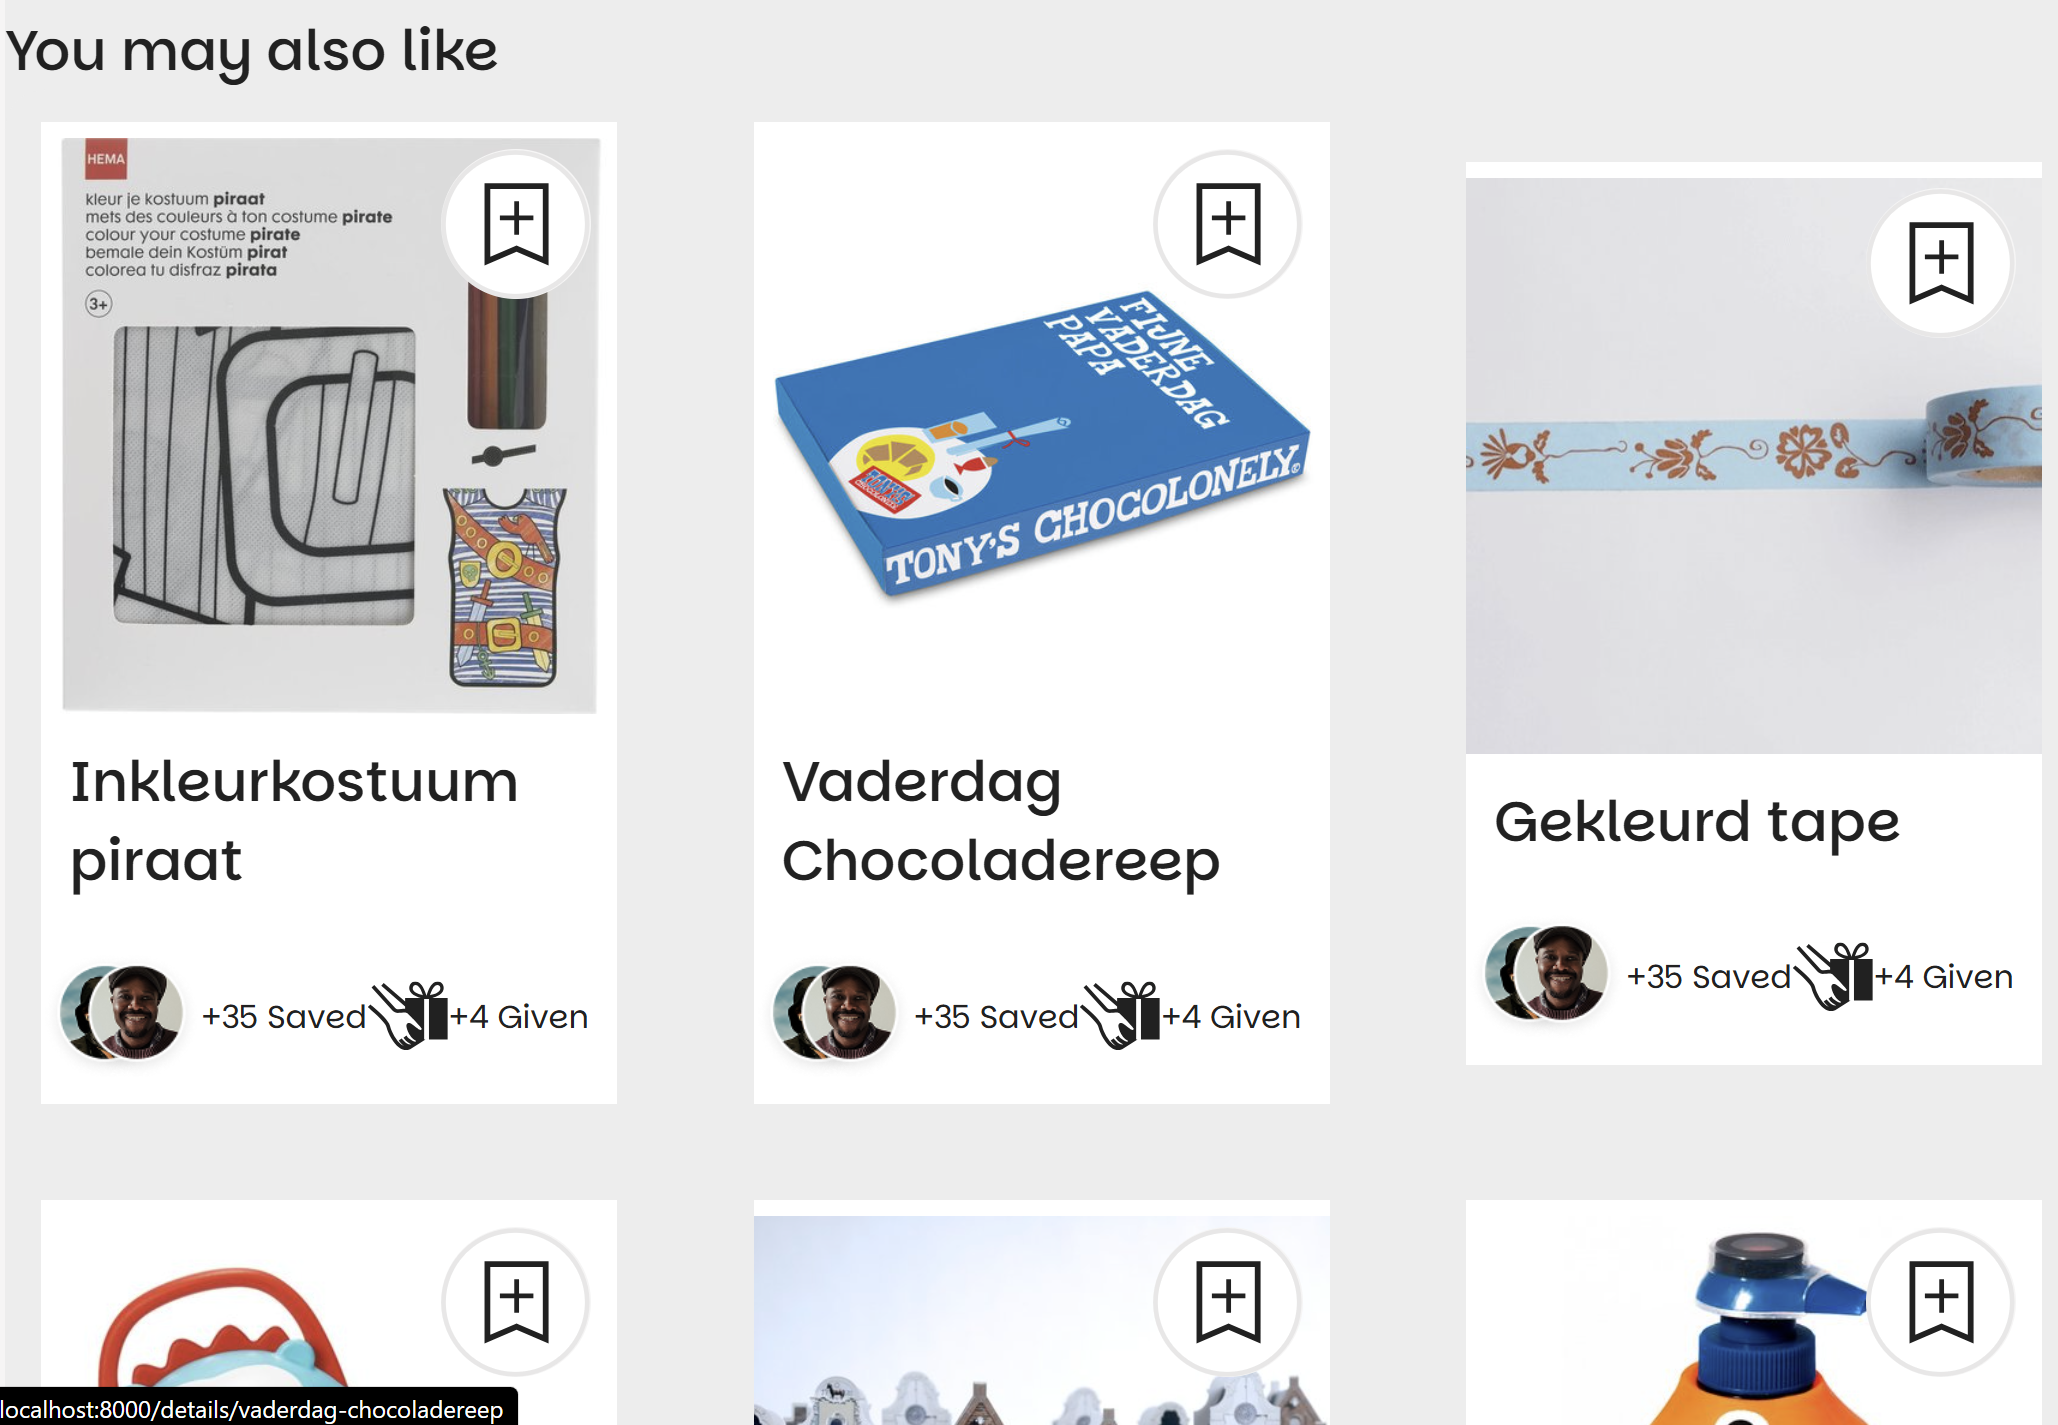 You may also like
HEMA
kleur je kostuum piraat
mets des couleurs à ton costume pirate
colour your costume pirate
bemale dein Kostüm pirat
colorea tu disfraz pirata
3+
FIJNE
VADERDAG
PAPA
TONY'S CHOCOLONELY
Inkleurkostuum
piraat
Vaderdag
Chocoladereep
Gekleurd tape
+35 Saved +4 Given
+35 Saved +4 Given
+35 Saved +4 Given
localhost:8000/details/vaderdag-chocoladereep